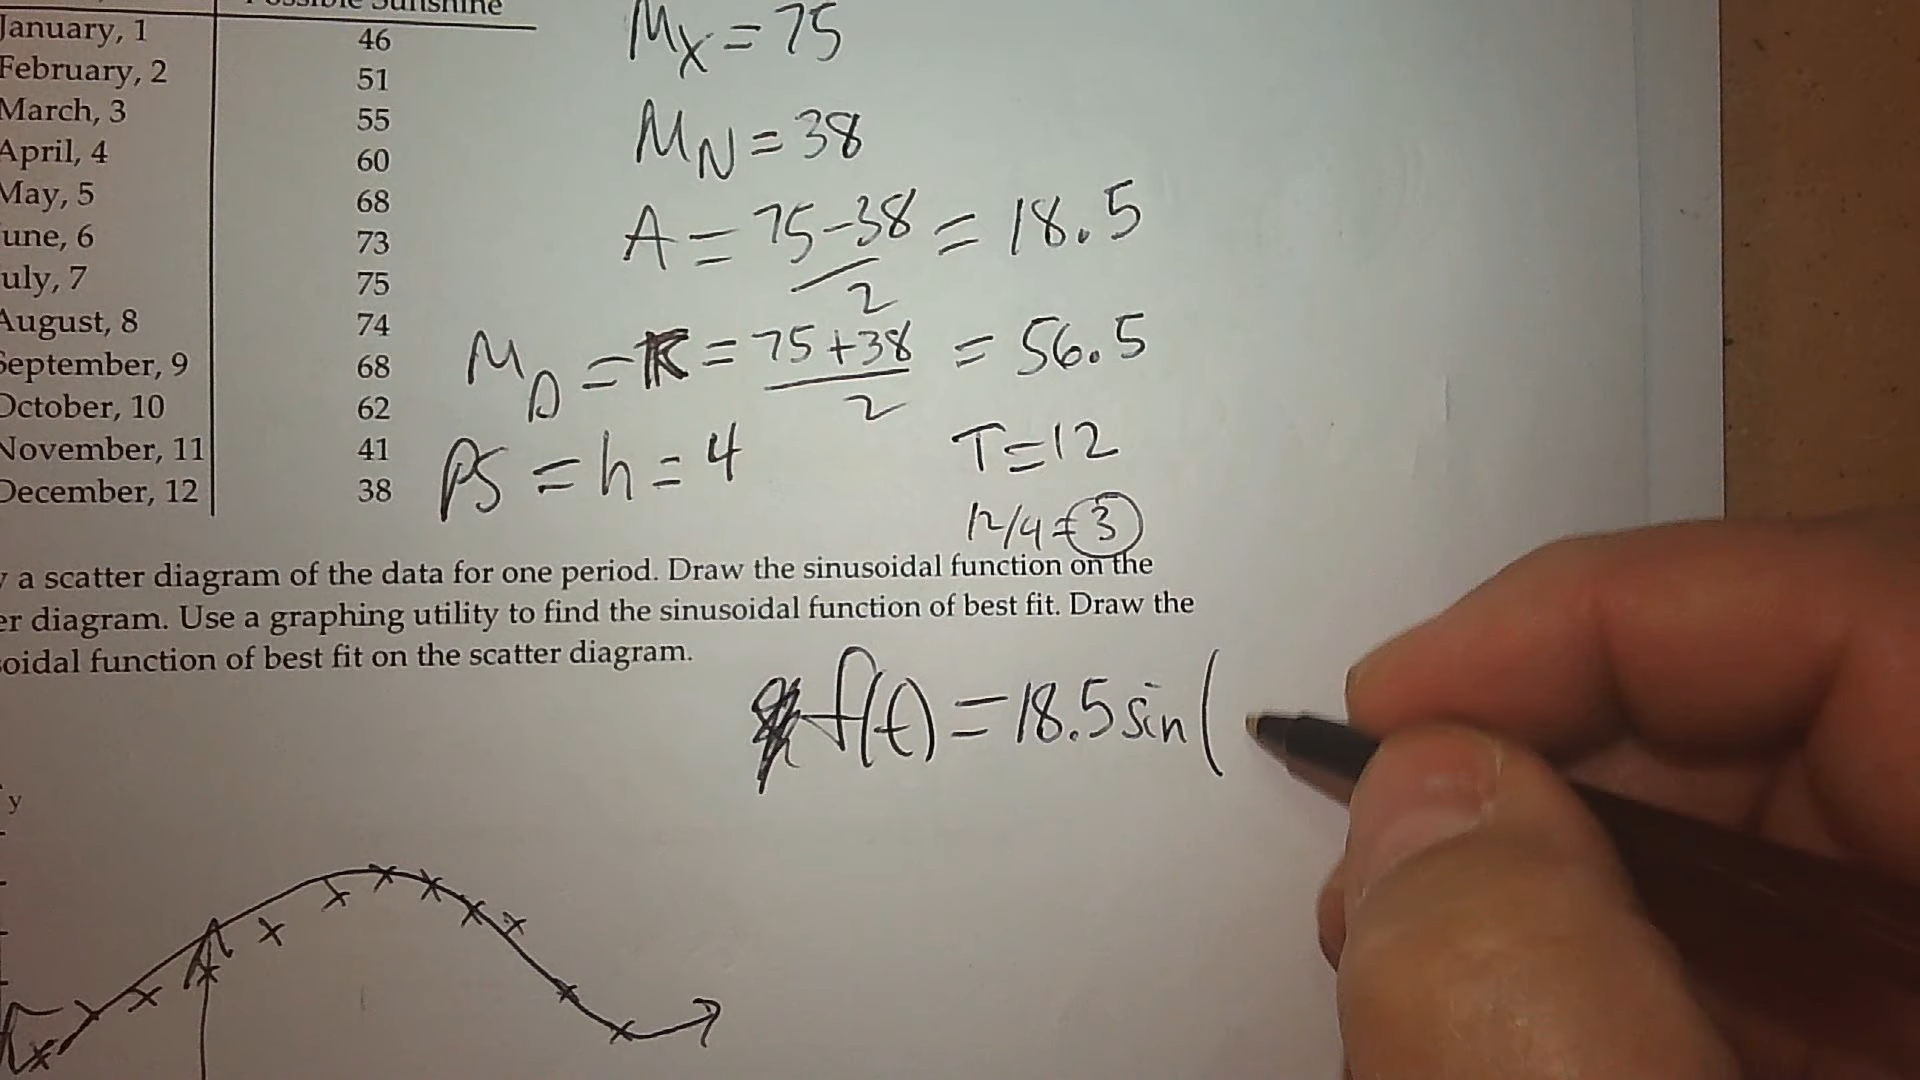 Possible Sunshine
January, 1 46
February, 2 51
March, 3 55
April, 4 60
May, 5 68
une, 6 73
uly, 7 75
August, 8 74
September, 9 68
October, 10 62
November, 11 41
December, 12 38
Mx = 75
MN = 38
A = 75-38/2 = 18.5
MD = K = 75+38/2 = 56.5
PS = h = 4
T=12
12/4=3
y a scatter diagram of the data for one period. Draw the sinusoidal function on the
er diagram. Use a graphing utility to find the sinusoidal function of best fit. Draw the
soidal function of best fit on the scatter diagram.
f(t) = 18.5 sin(
y